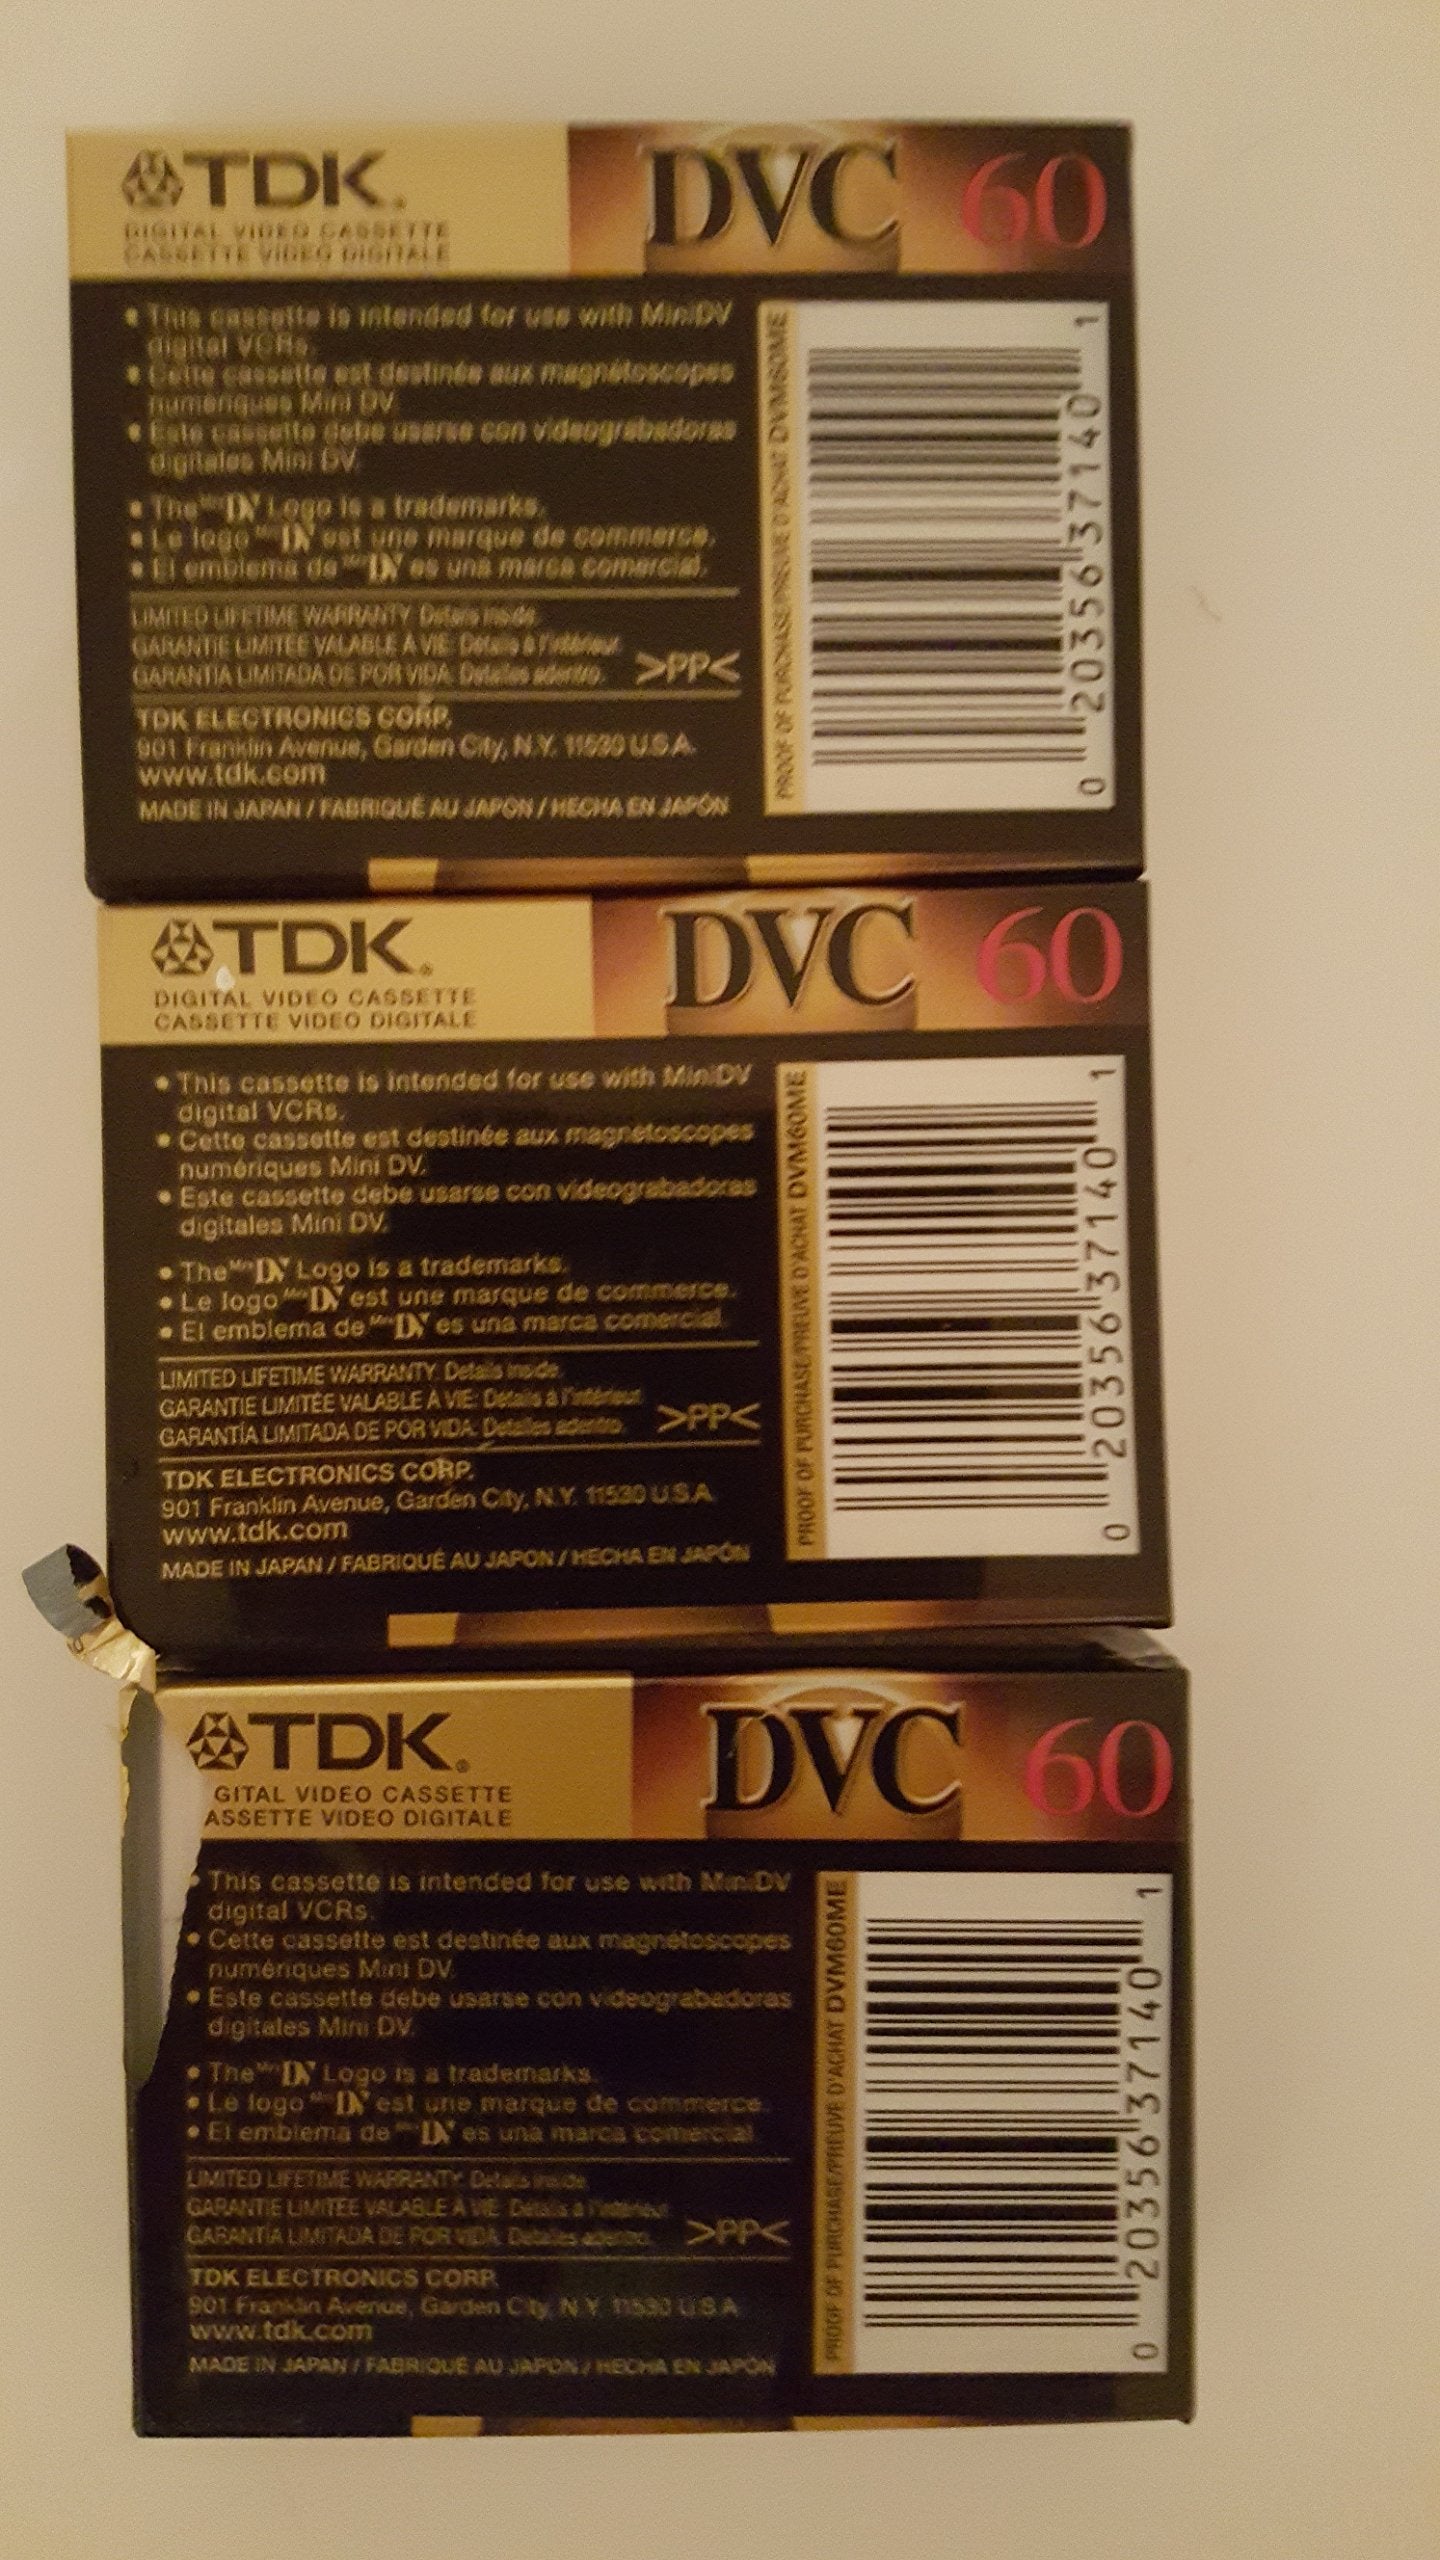 TDK.
DIGITAL VIDEO CASSETTE
CASSETTE VIDEO DIGITALE
DVC 60
• This cassette is intended for use with MiniDV
digital VCRs.
• Cette cassette est destinée aux magnétoscopes
numériques Mini DV.
• Este cassette debe usarse con videograbadoras
digitales Mini DV.
• The Mini DV Logo is a trademarks.
• Le logo Mini DV est une marque de commerce.
• El emblema de Mini DV es una marca comercial.
LIMITED LIFETIME WARRANTY: Details inside.
GARANTIE LIMITÉE VALABLE À VIE: Détails à l'intérieur.
GARANTÍA LIMITADA DE POR VIDA: Detalles adentro.
>PP<
TDK ELECTRONICS CORP.
901 Franklin Avenue, Garden City, N.Y. 11530 U.S.A.
www.tdk.com
MADE IN JAPAN / FABRIQUÉ AU JAPON / HECHA EN JAPÓN
PROOF OF PURCHASE/PREUVE D'ACHAT DVM60ME
0 20356 37140 1
TDK.
DIGITAL VIDEO CASSETTE
CASSETTE VIDEO DIGITALE
DVC 60
• This cassette is intended for use with MiniDV
digital VCRs.
• Cette cassette est destinée aux magnétoscopes
numériques Mini DV.
• Este cassette debe usarse con videograbadoras
digitales Mini DV.
• The Mini DV Logo is a trademarks.
• Le logo Mini DV est une marque de commerce.
• El emblema de Mini DV es una marca comercial.
LIMITED LIFETIME WARRANTY: Details inside.
GARANTIE LIMITÉE VALABLE À VIE: Détails à l'intérieur.
GARANTÍA LIMITADA DE POR VIDA: Detalles adentro.
>PP<
TDK ELECTRONICS CORP.
901 Franklin Avenue, Garden City, N.Y. 11530 U.S.A.
www.tdk.com
MADE IN JAPAN / FABRIQUÉ AU JAPON / HECHA EN JAPÓN
PROOF OF PURCHASE/PREUVE D'ACHAT DVM60ME
0 20356 37140 1
TDK.
GITAL VIDEO CASSETTE
ASSETTE VIDEO DIGITALE
DVC 60
• This cassette is intended for use with MiniDV
digital VCRs.
• Cette cassette est destinée aux magnétoscopes
numériques Mini DV.
• Este cassette debe usarse con videograbadoras
digitales Mini DV.
• The Mini DV Logo is a trademarks.
• Le logo Mini DV est une marque de commerce.
• El emblema de Mini DV es una marca comercial.
LIMITED LIFETIME WARRANTY: Details inside.
GARANTIE LIMITÉE VALABLE À VIE: Détails à l'intérieur.
GARANTÍA LIMITADA DE POR VIDA: Detalles adentro.
>PP<
TDK ELECTRONICS CORP.
901 Franklin Avenue, Garden City, N.Y. 11530 U.S.A.
www.tdk.com
MADE IN JAPAN / FABRIQUÉ AU JAPON / HECHA EN JAPÓN
PROOF OF PURCHASE/PREUVE D'ACHAT DVM60ME
0 20356 37140 1